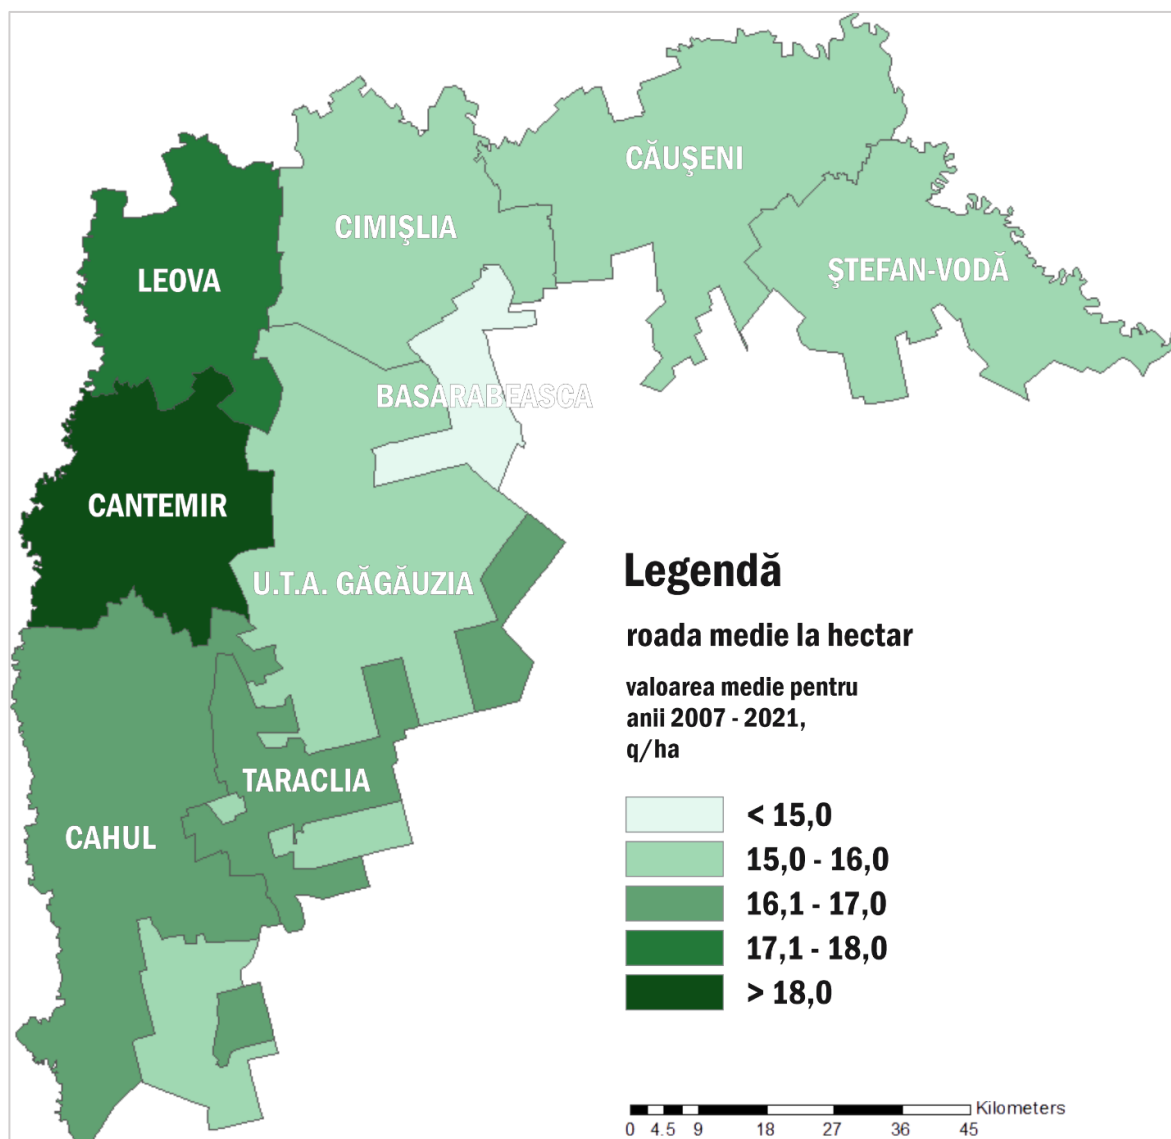 CĂUŞENI
CIMIŞLIA
LEOVA
ŞTEFAN-VODĂ
BASARABEASCA
CANTEMIR
U.T.A. GĂGĂUZIA
TARACLIA
CAHUL
Legendă
roada medie la hectar
valoarea medie pentru
anii 2007 - 2021,
q/ha
< 15,0
15,0 - 16,0
16,1 - 17,0
17,1 - 18,0
> 18,0
Kilometers
0 4.5 9 18 27 36 45